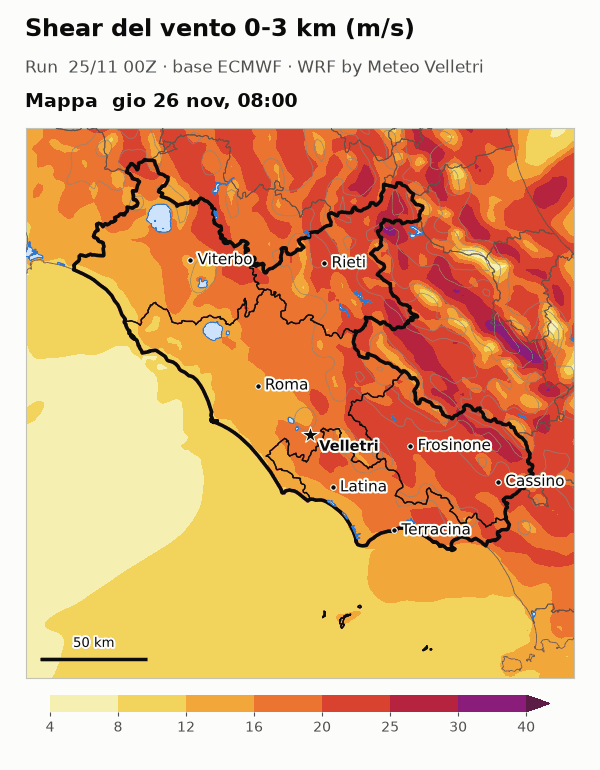 Shear del vento 0-3 km (m/s)
Run  25/11 00Z · base ECMWF · WRF by Meteo Velletri
Mappa  gio 26 nov, 08:00
Viterbo
Rieti
Roma
Velletri
Frosinone
Cassino
Latina
Terracina
50 km
4 8 12 16 20 25 30 40